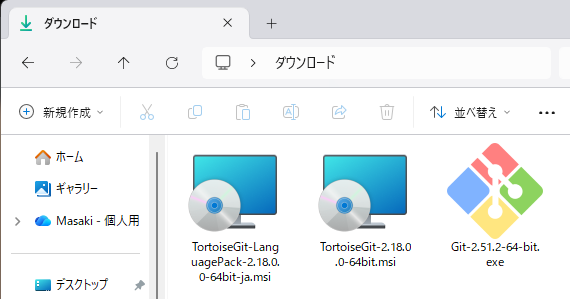 ダウンロード
ダウンロード
新規作成
並べ替え
ホーム
ギャラリー
Masaki - 個人用
デスクトップ
TortoiseGit-Lan
guagePack-2.18.0.
0-64bit-ja.msi
TortoiseGit-2.18.0
.0-64bit.msi
Git-2.51.2-64-bit.
exe